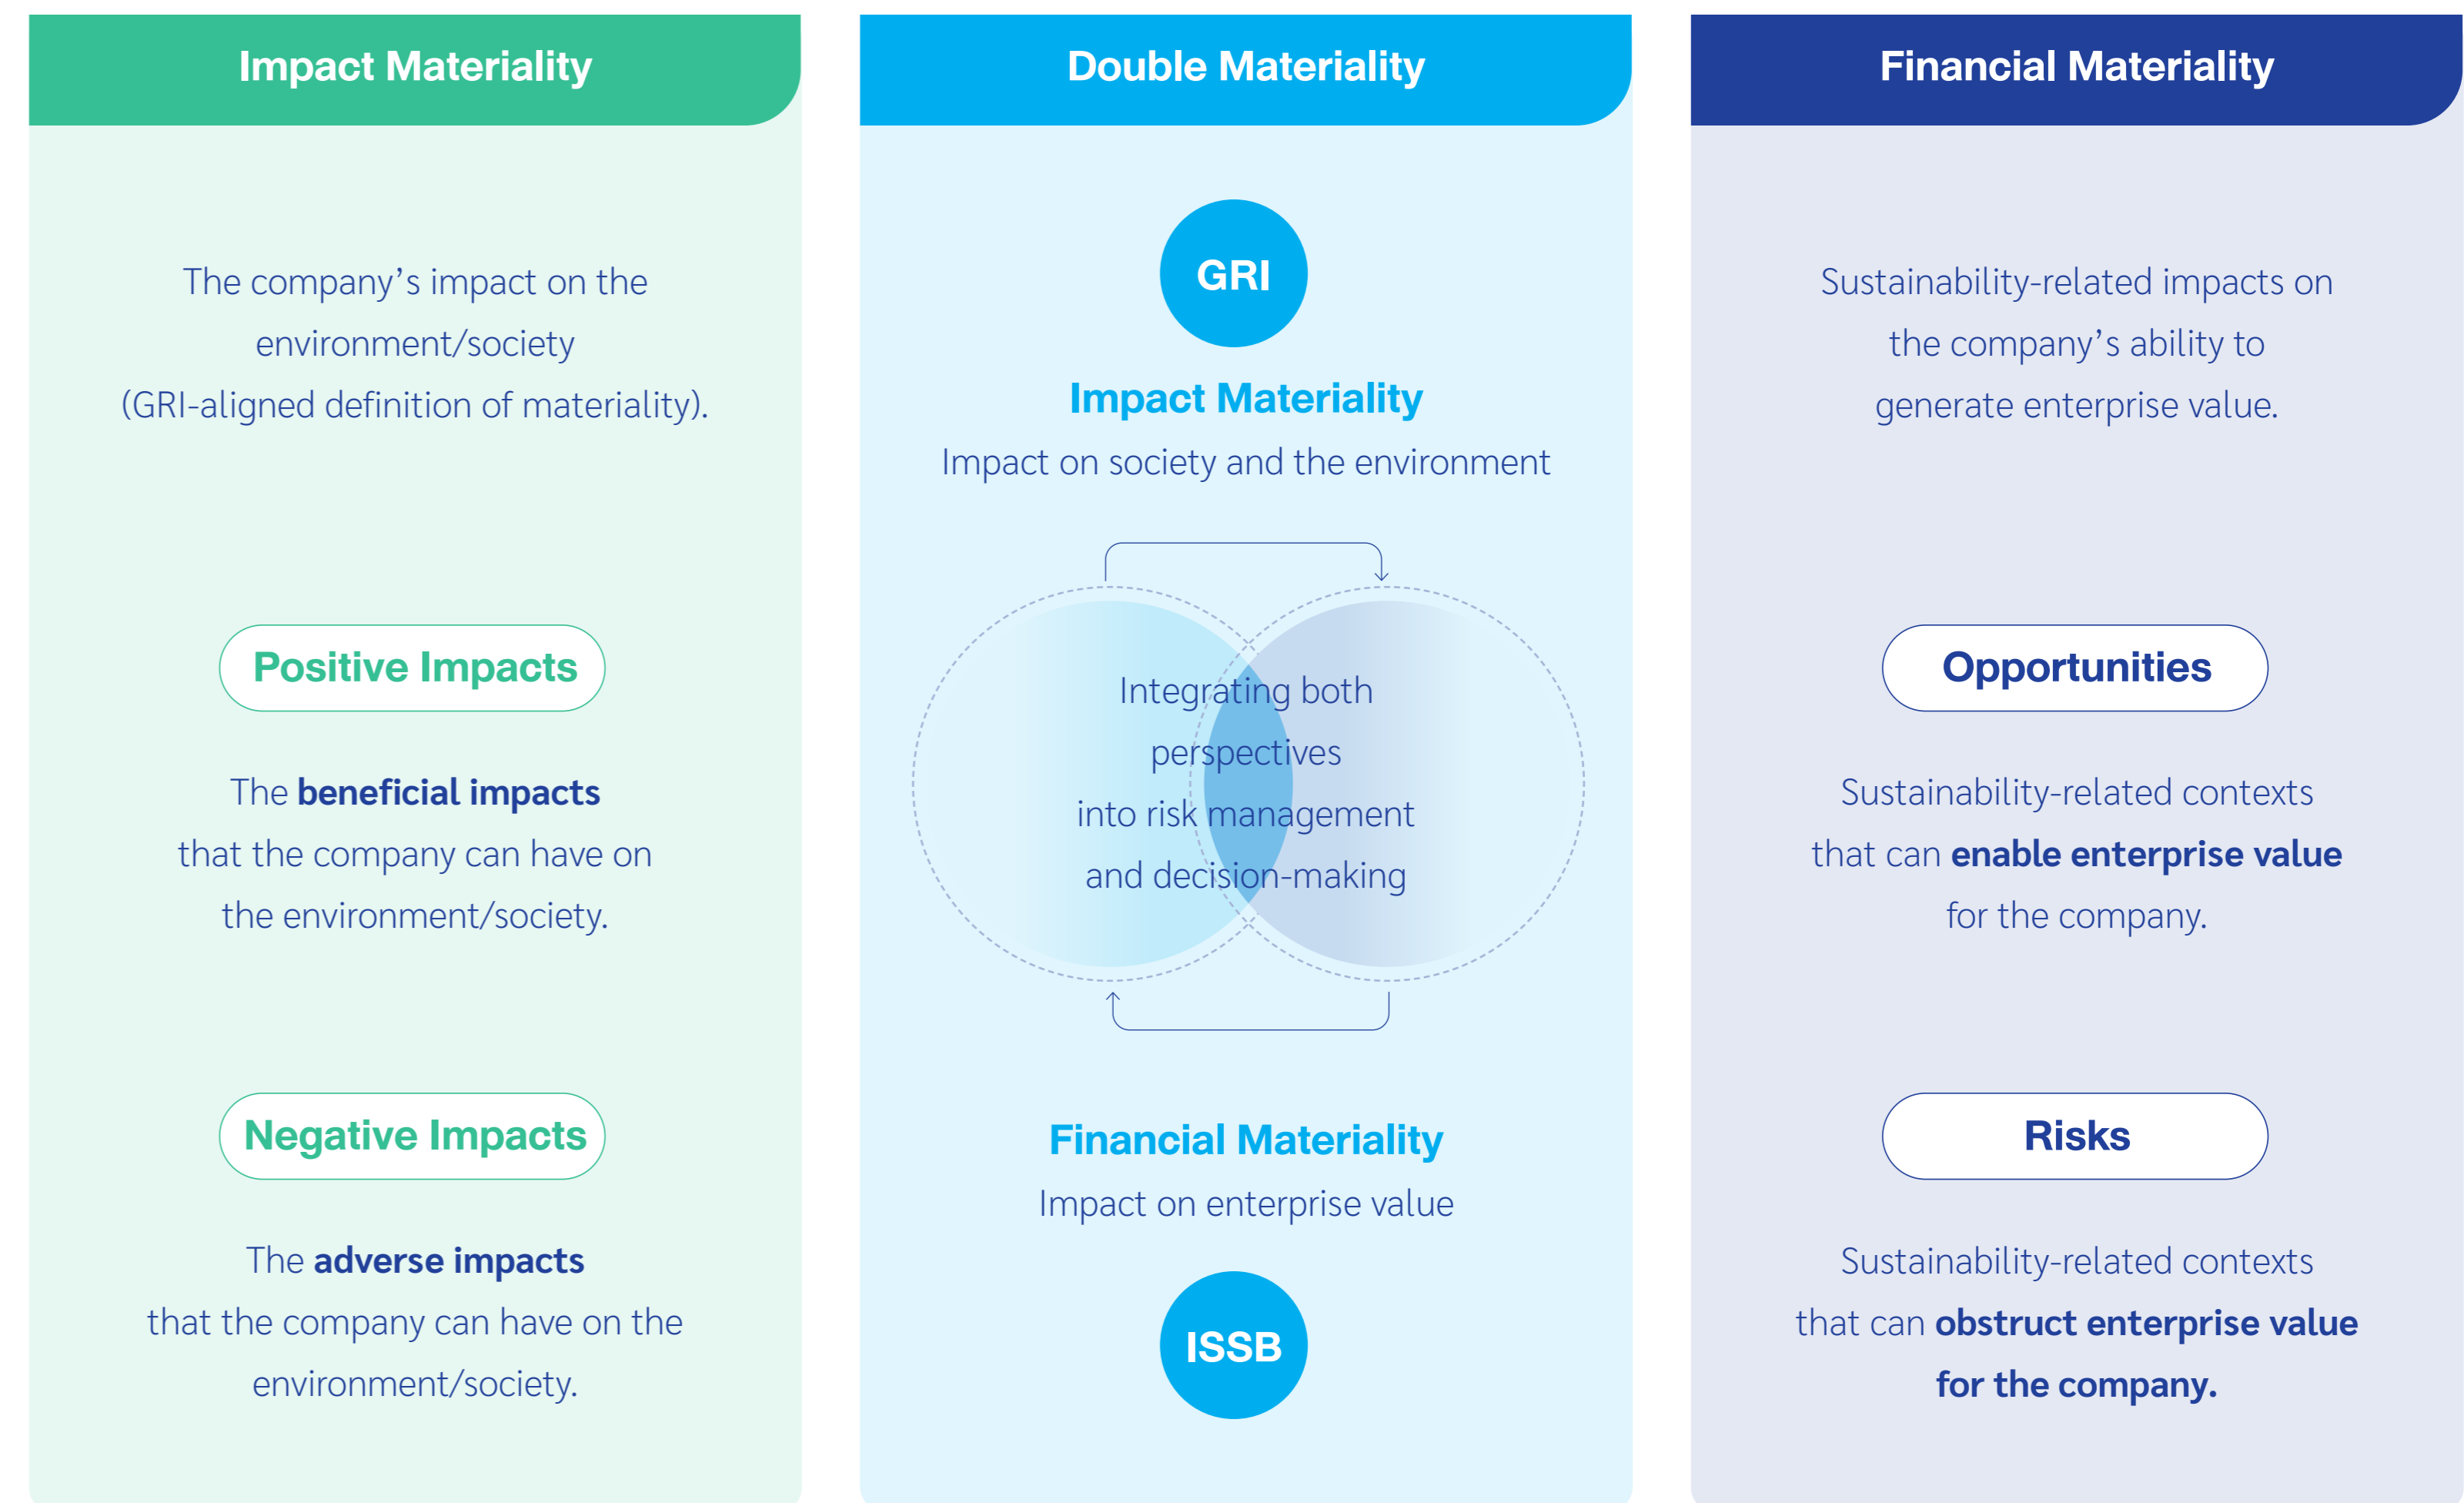 Impact Materiality
The company’s impact on the
environment/society
(GRI-aligned definition of materiality).
Positive Impacts
The beneficial impacts
that the company can have on
the environment/society.
Negative Impacts
The adverse impacts
that the company can have on the
environment/society.
Double Materiality
GRI
Impact Materiality
Impact on society and the environment
Integrating both
perspectives
into risk management
and decision-making
Financial Materiality
Impact on enterprise value
ISSB
Financial Materiality
Sustainability-related impacts on
the company’s ability to
generate enterprise value.
Opportunities
Sustainability-related contexts
that can enable enterprise value
for the company.
Risks
Sustainability-related contexts
that can obstruct enterprise value
for the company.